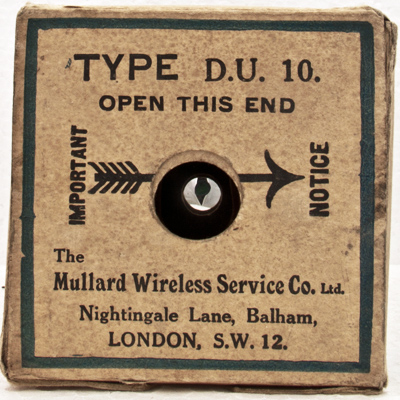 TYPE D.U. 10.
OPEN THIS END
IMPORTANT
NOTICE
The
Mullard Wireless Service Co. Ltd.
Nightingale Lane, Balham,
LONDON, S.W. 12.